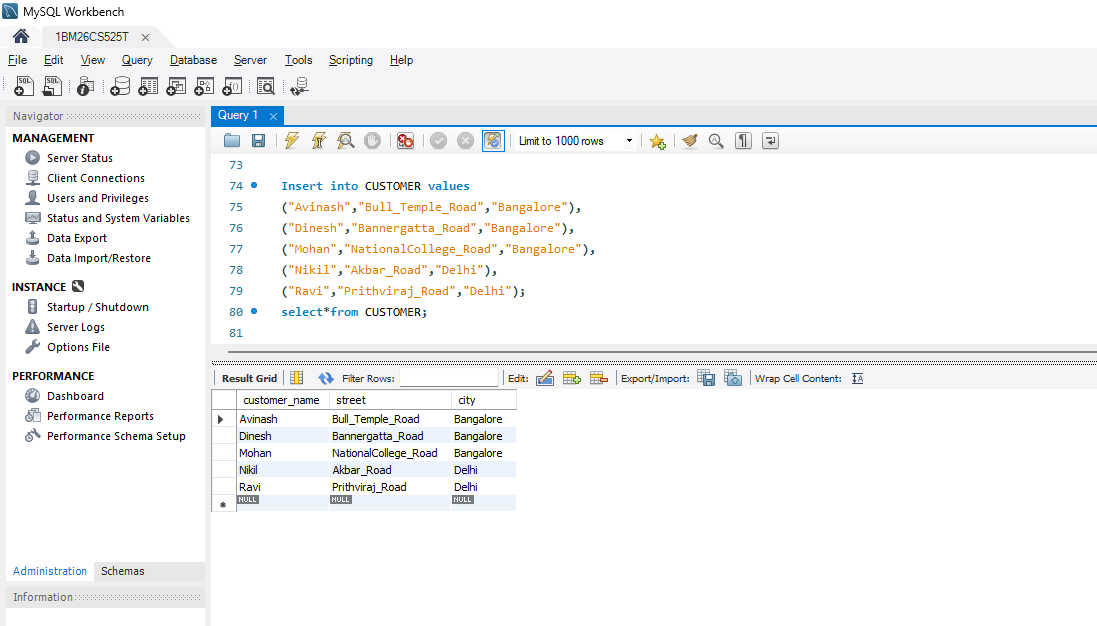 MySQL Workbench
1BM26CS525T
File Edit View Query Database Server Tools Scripting Help
Navigator
MANAGEMENT
Server Status
Client Connections
Users and Privileges
Status and System Variables
Data Export
Data Import/Restore
INSTANCE
Startup / Shutdown
Server Logs
Options File
PERFORMANCE
Dashboard
Performance Reports
Performance Schema Setup
Administration Schemas
Information
Query 1
Limit to 1000 rows
73
74 Insert into CUSTOMER values
75 ("Avinash","Bull_Temple_Road","Bangalore"),
76 ("Dinesh","Bannergatta_Road","Bangalore"),
77 ("Mohan","NationalCollege_Road","Bangalore"),
78 ("Nikil","Akbar_Road","Delhi"),
79 ("Ravi","Prithviraj_Road","Delhi");
80 select*from CUSTOMER;
81
Result Grid Filter Rows: Edit: Export/Import: Wrap Cell Content:
customer_name street city
Avinash Bull_Temple_Road Bangalore
Dinesh Bannergatta_Road Bangalore
Mohan NationalCollege_Road Bangalore
Nikil Akbar_Road Delhi
Ravi Prithviraj_Road Delhi
NULL NULL NULL